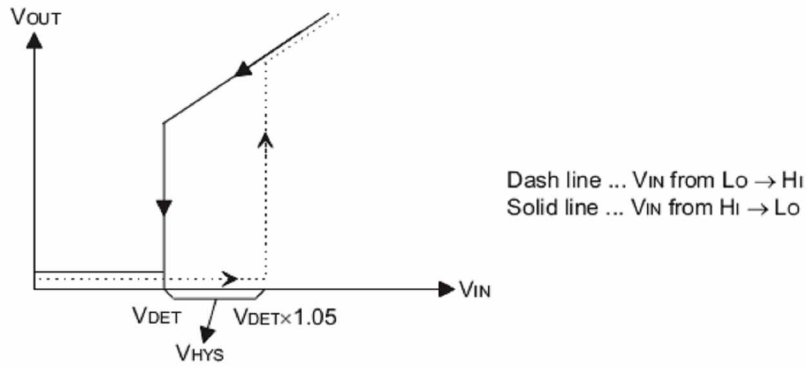 VOUT
Dash line ... VIN from LO → HI
Solid line ... VIN from HI → LO
VIN
VDET
VDET×1.05
VHYS